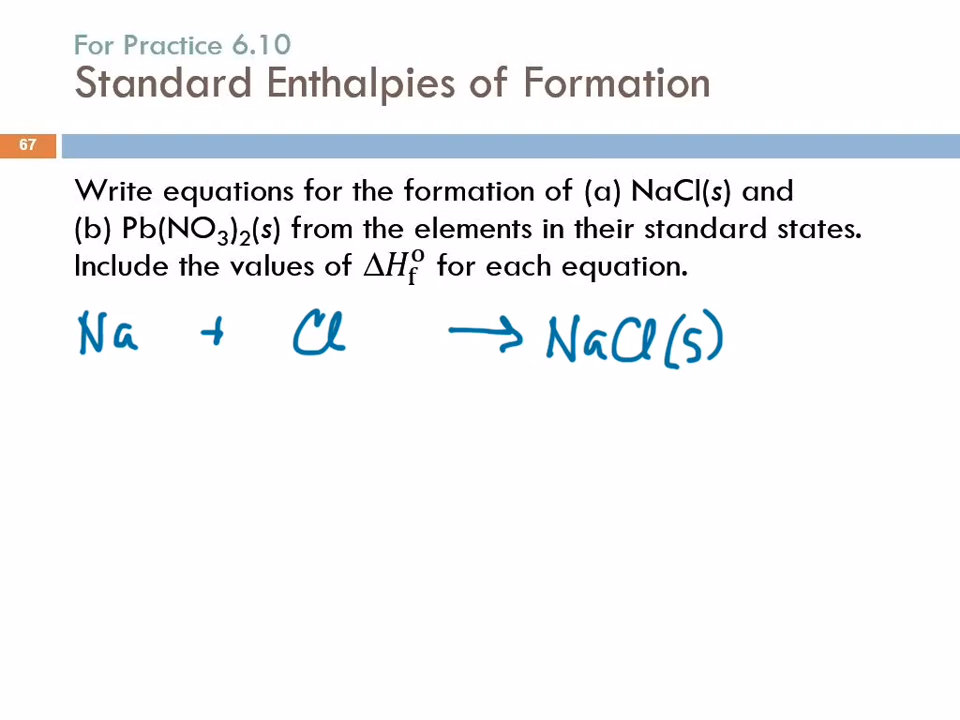 For Practice 6.10
Standard Enthalpies of Formation
67
Write equations for the formation of (a) NaCl(s) and
(b) Pb(NO₃)₂(s) from the elements in their standard states.
Include the values of ΔH°f for each equation.
Na + Cl → NaCl(s)